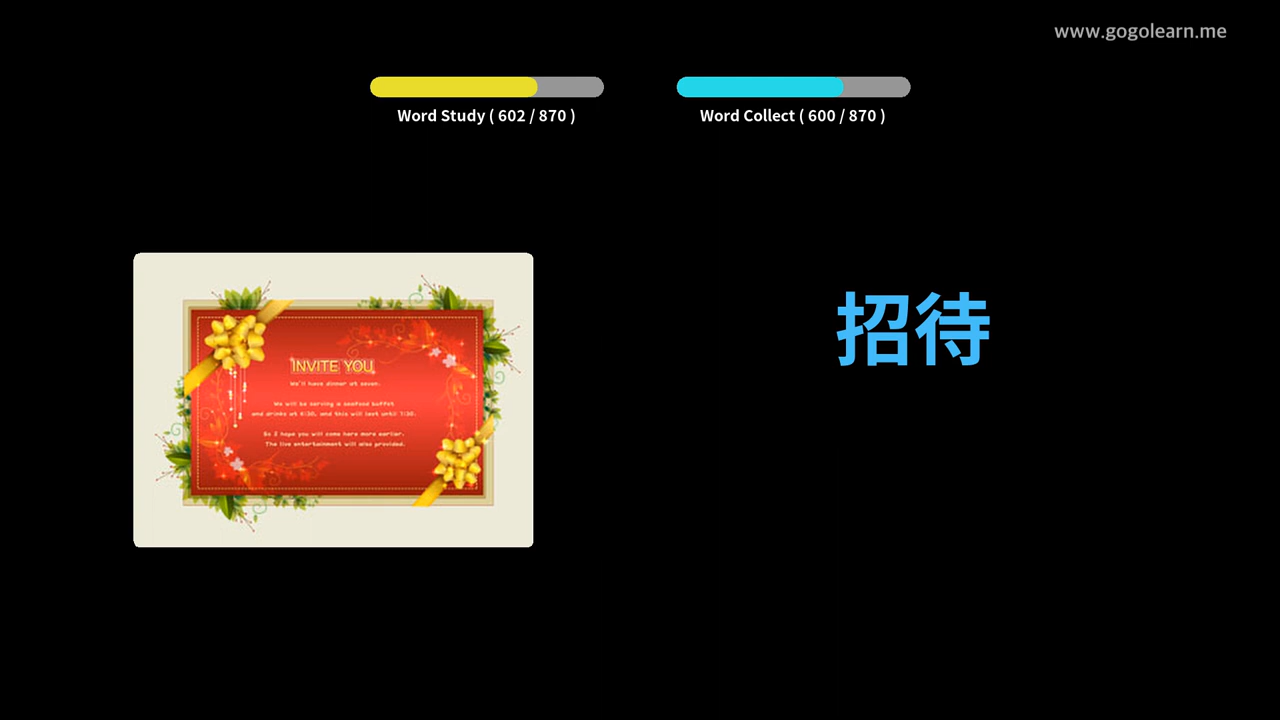 www.gogolearn.me
Word Study ( 602 / 870 )
Word Collect ( 600 / 870 )
招待
INVITE YOU
We'll have dinner at seven.
We will be serving a seafood buffet
and drinks at 6:30, and this will last until 7:30.
So I hope you will come here more earlier.
The live entertainment will also provided.